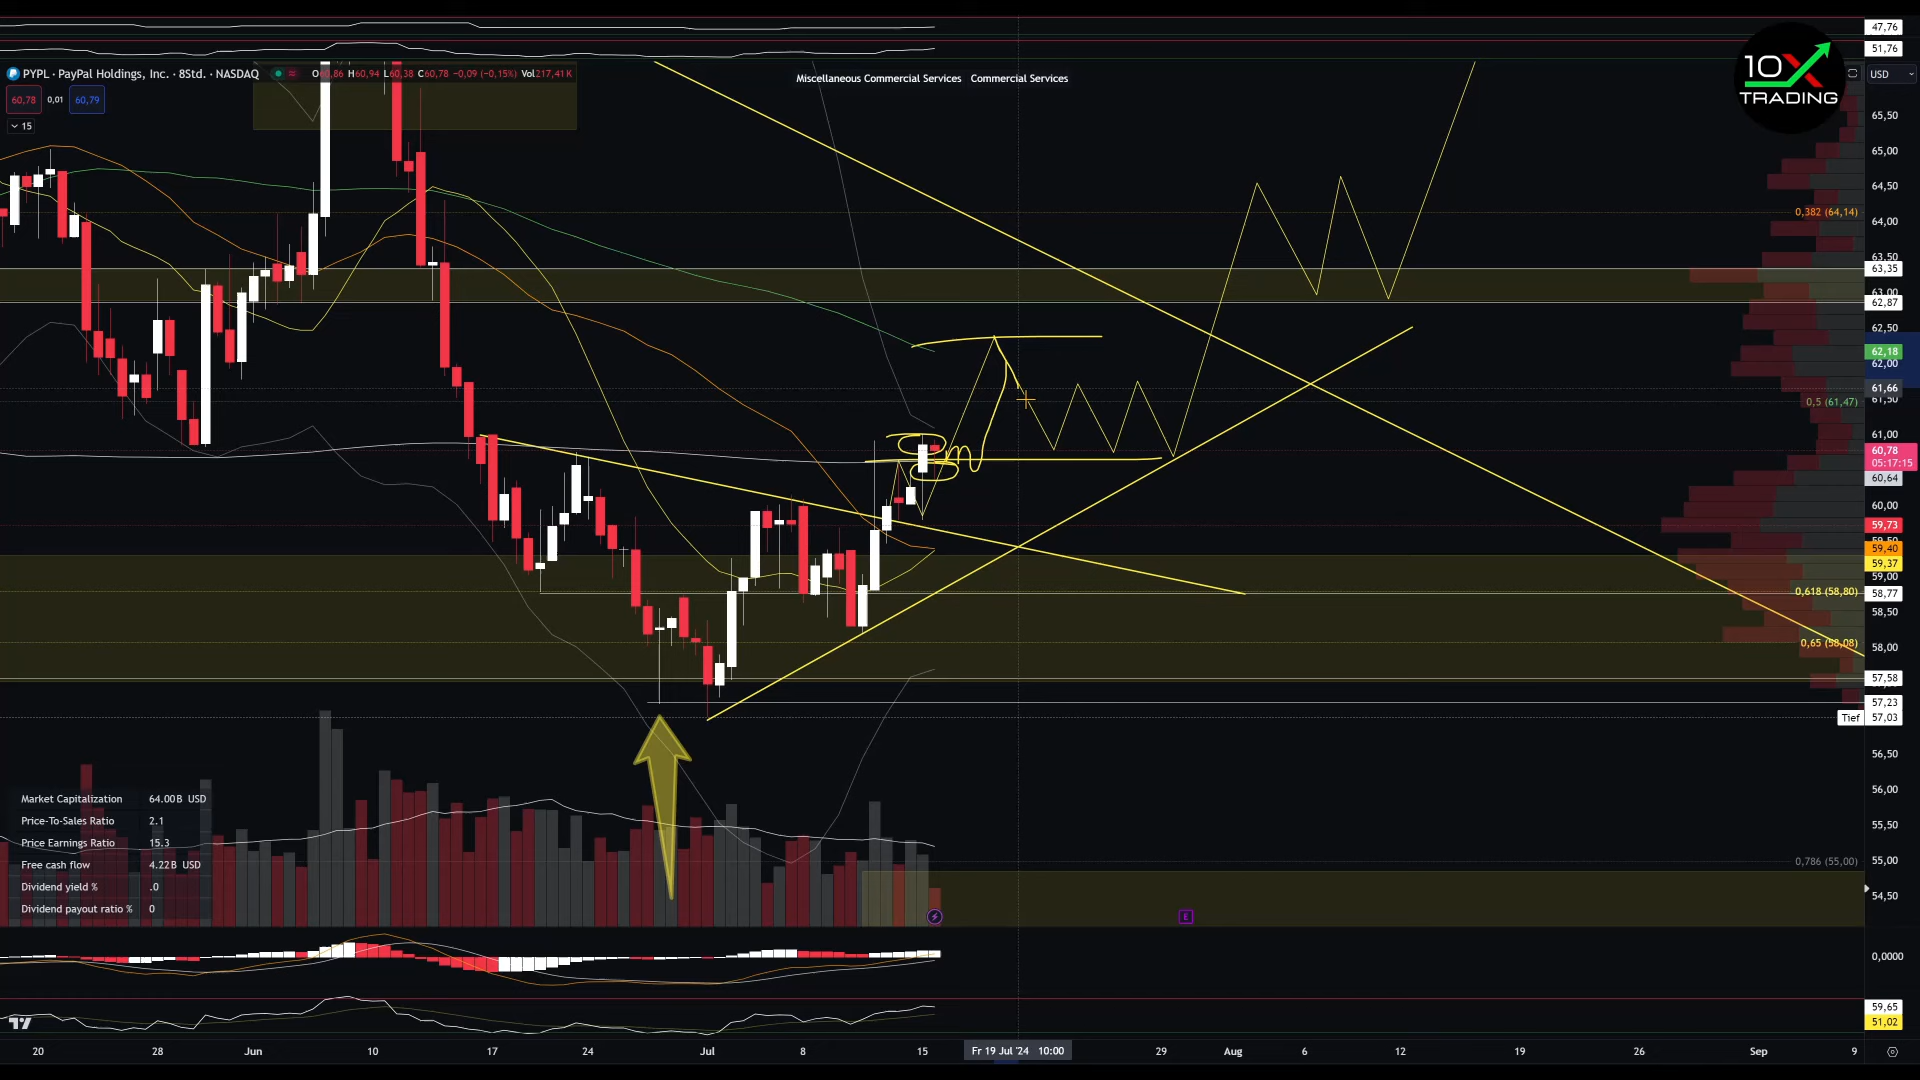 47,76
51,76
PYPL · PayPal Holdings, Inc. · 8Std. · NASDAQ O60,86 H60,94 L60,38 C60,78 −0,09 (−0,15%) Vol217,41 K
Miscellaneous Commercial Services Commercial Services
10X
TRADING
USD
60,78 0,01 60,79
15
65,50
65,00
64,50
0,382 (64,14)
64,00
63,50
63,35
63,00
62,87
62,50
62,18
62,00
61,66
61,50
0,5 (61,47)
61,00
60,78
05:17:15
60,64
60,00
59,73
59,50
59,40
59,37
59,00
0,618 (58,80)
58,77
58,50
0,65 (58,08)
58,00
57,58
57,23
Tief 57,03
56,50
56,00
55,50
55,00
0,786 (55,00)
54,50
Market Capitalization 64.00B USD
Price-To-Sales Ratio 2.1
Price Earnings Ratio 15.3
Free cash flow 4.22B USD
Dividend yield % .0
Dividend payout ratio % 0
E
0,0000
59,65
51,02
20 28 Jun 10 17 24 Jul 8 15 Fr 19 Jul '24 10:00 29 Aug 6 12 19 26 Sep 9